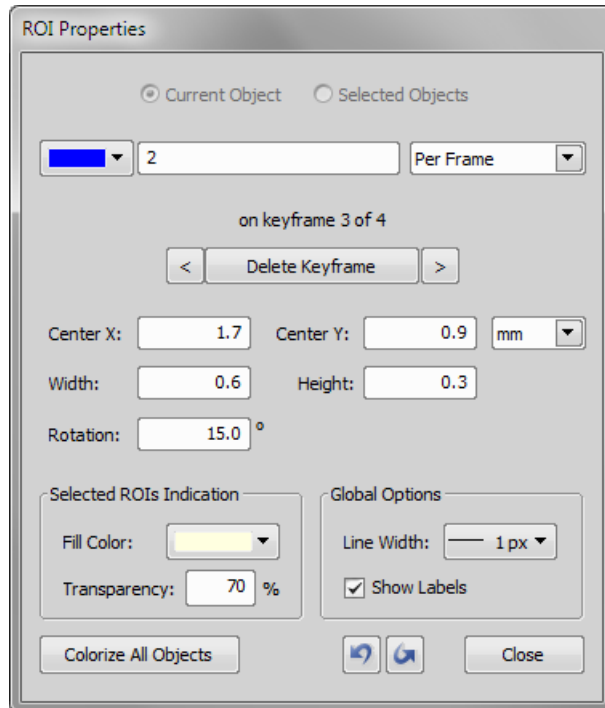 ROI Properties
Current Object Selected Objects
2 Per Frame
on keyframe 3 of 4
< Delete Keyframe >
Center X: 1.7 Center Y: 0.9 mm
Width: 0.6 Height: 0.3
Rotation: 15.0 °
Selected ROIs Indication Global Options
Fill Color: Line Width: 1 px
Transparency: 70 % Show Labels
Colorize All Objects Close